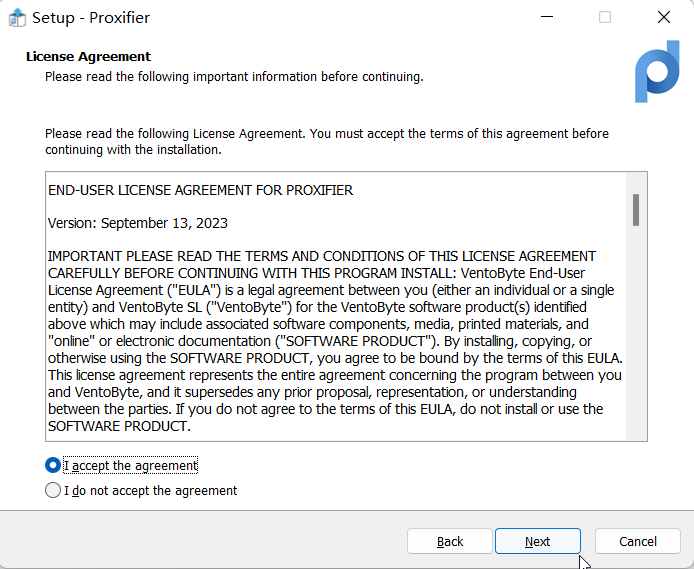 Setup - Proxifier
License Agreement
Please read the following important information before continuing.
Please read the following License Agreement. You must accept the terms of this agreement before
continuing with the installation.
END-USER LICENSE AGREEMENT FOR PROXIFIER
Version: September 13, 2023
IMPORTANT PLEASE READ THE TERMS AND CONDITIONS OF THIS LICENSE AGREEMENT
CAREFULLY BEFORE CONTINUING WITH THIS PROGRAM INSTALL: VentoByte End-User
License Agreement ("EULA") is a legal agreement between you (either an individual or a single
entity) and VentoByte SL ("VentoByte") for the VentoByte software product(s) identified
above which may include associated software components, media, printed materials, and
"online" or electronic documentation ("SOFTWARE PRODUCT"). By installing, copying, or
otherwise using the SOFTWARE PRODUCT, you agree to be bound by the terms of this EULA.
This license agreement represents the entire agreement concerning the program between you
and VentoByte, and it supersedes any prior proposal, representation, or understanding
between the parties. If you do not agree to the terms of this EULA, do not install or use the
SOFTWARE PRODUCT.
I accept the agreement
I do not accept the agreement
Back Next Cancel